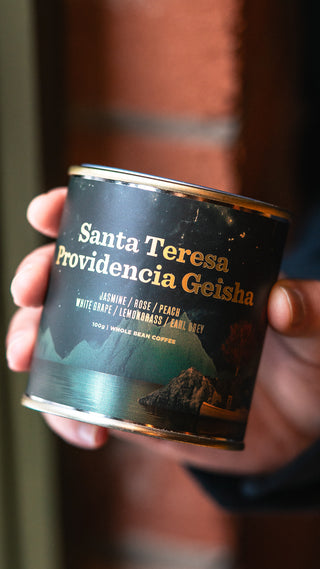 Santa Teresa
Providencia Geisha
JASMINE / ROSE / PEACH
WHITE GRAPE / LEMONGRASS / EARL GREY
100g | WHOLE BEAN COFFEE